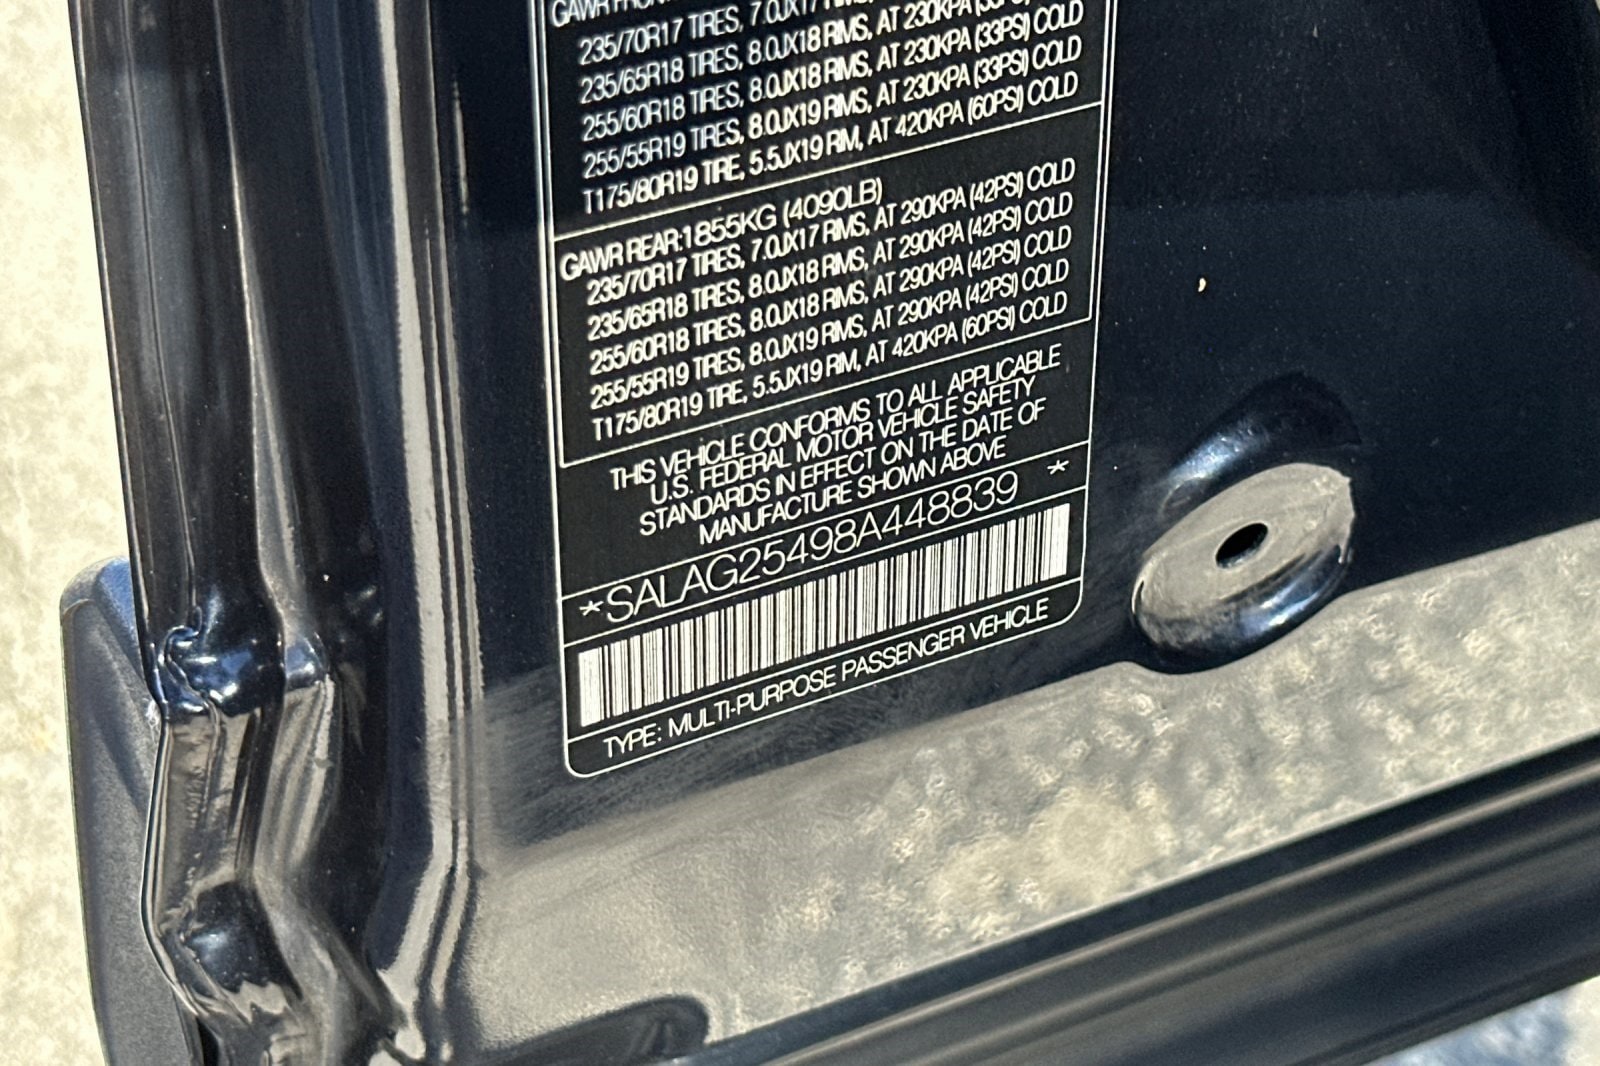 GAWR FRONT
235/70R17 TIRES, 7.0JX17 RIMS,
235/65R18 TIRES, 8.0JX18 RIMS, AT 230KPA (33PSI)
255/60R18 TIRES, 8.0JX18 RIMS, AT 230KPA (33PSI) COLD
255/55R19 TIRES, 8.0JX19 RIMS, AT 230KPA (33PSI) COLD
T175/80R19 TIRE, 5.5JX19 RIM, AT 420KPA (60PSI) COLD
GAWR REAR:1855KG (4090LB)
235/70R17 TIRES, 7.0JX17 RIMS, AT 290KPA (42PSI) COLD
235/65R18 TIRES, 8.0JX18 RIMS, AT 290KPA (42PSI) COLD
255/60R18 TIRES, 8.0JX18 RIMS, AT 290KPA (42PSI) COLD
255/55R19 TIRES, 8.0JX19 RIMS, AT 290KPA (42PSI) COLD
T175/80R19 TIRE, 5.5JX19 RIM, AT 420KPA (60PSI) COLD
THIS VEHICLE CONFORMS TO ALL APPLICABLE
U.S. FEDERAL MOTOR VEHICLE SAFETY
STANDARDS IN EFFECT ON THE DATE OF
MANUFACTURE SHOWN ABOVE
*SALAG25498A448839 *
TYPE: MULTI-PURPOSE PASSENGER VEHICLE